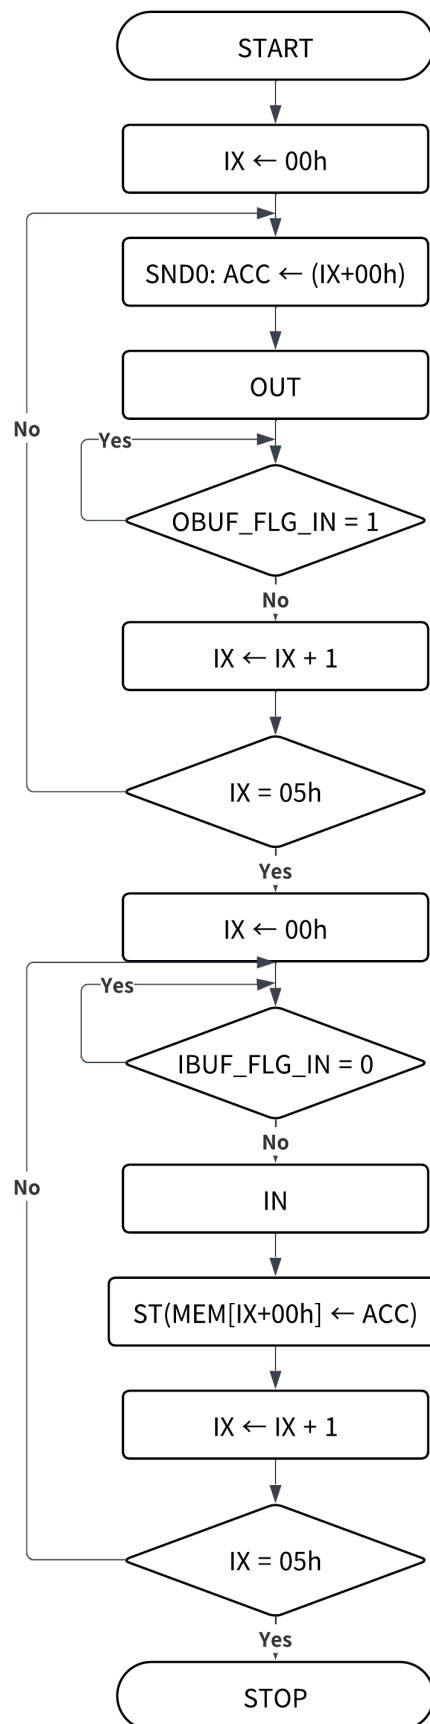 START
IX ← 00h
SND0: ACC ← (IX+00h)
OUT
No
Yes
OBUF_FLG_IN = 1
No
IX ← IX + 1
IX = 05h
Yes
IX ← 00h
Yes
IBUF_FLG_IN = 0
No
No
IN
ST(MEM[IX+00h] ← ACC)
IX ← IX + 1
IX = 05h
Yes
STOP